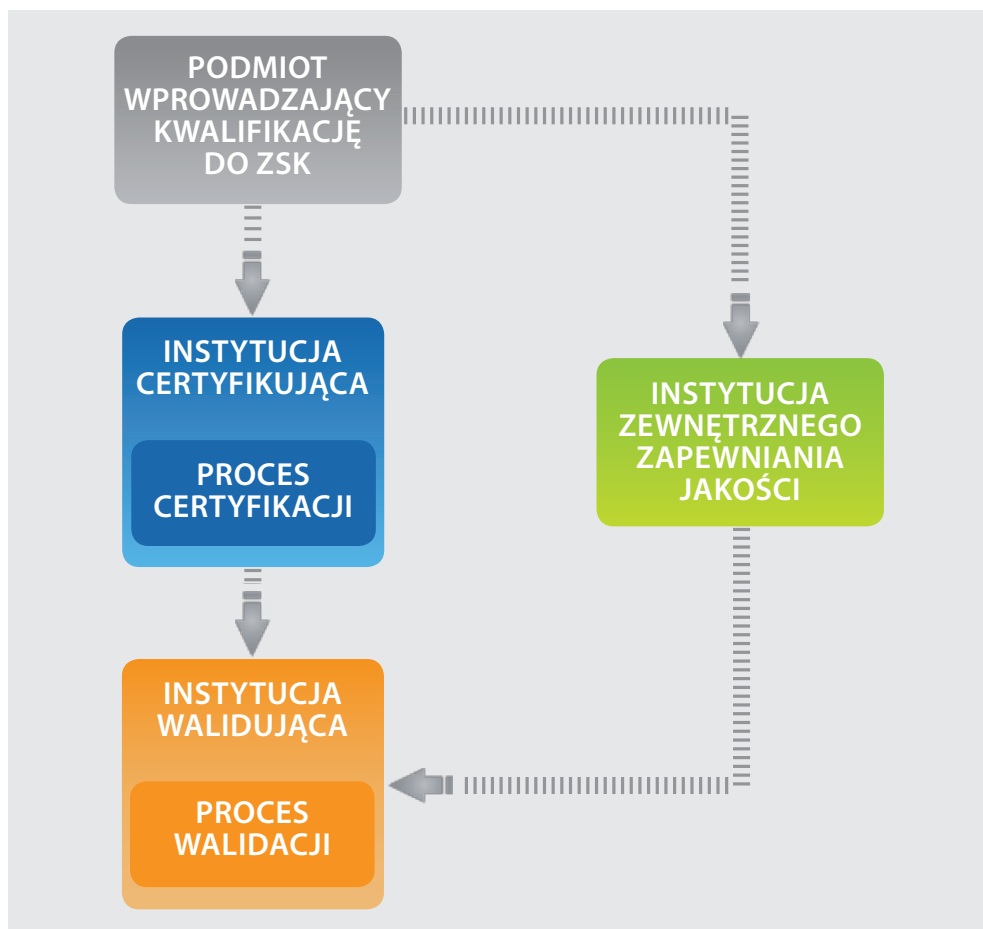 PODMIOT
WPROWADZAJĄCY
KWALIFIKACJĘ
DO ZSK
INSTYTUCJA
CERTYFIKUJĄCA
PROCES
CERTYFIKACJI
INSTYTUCJA
ZEWNĘTRZNEGO
ZAPEWNIANIA
JAKOŚCI
INSTYTUCJA
WALIDUJĄCA
PROCES
WALIDACJI